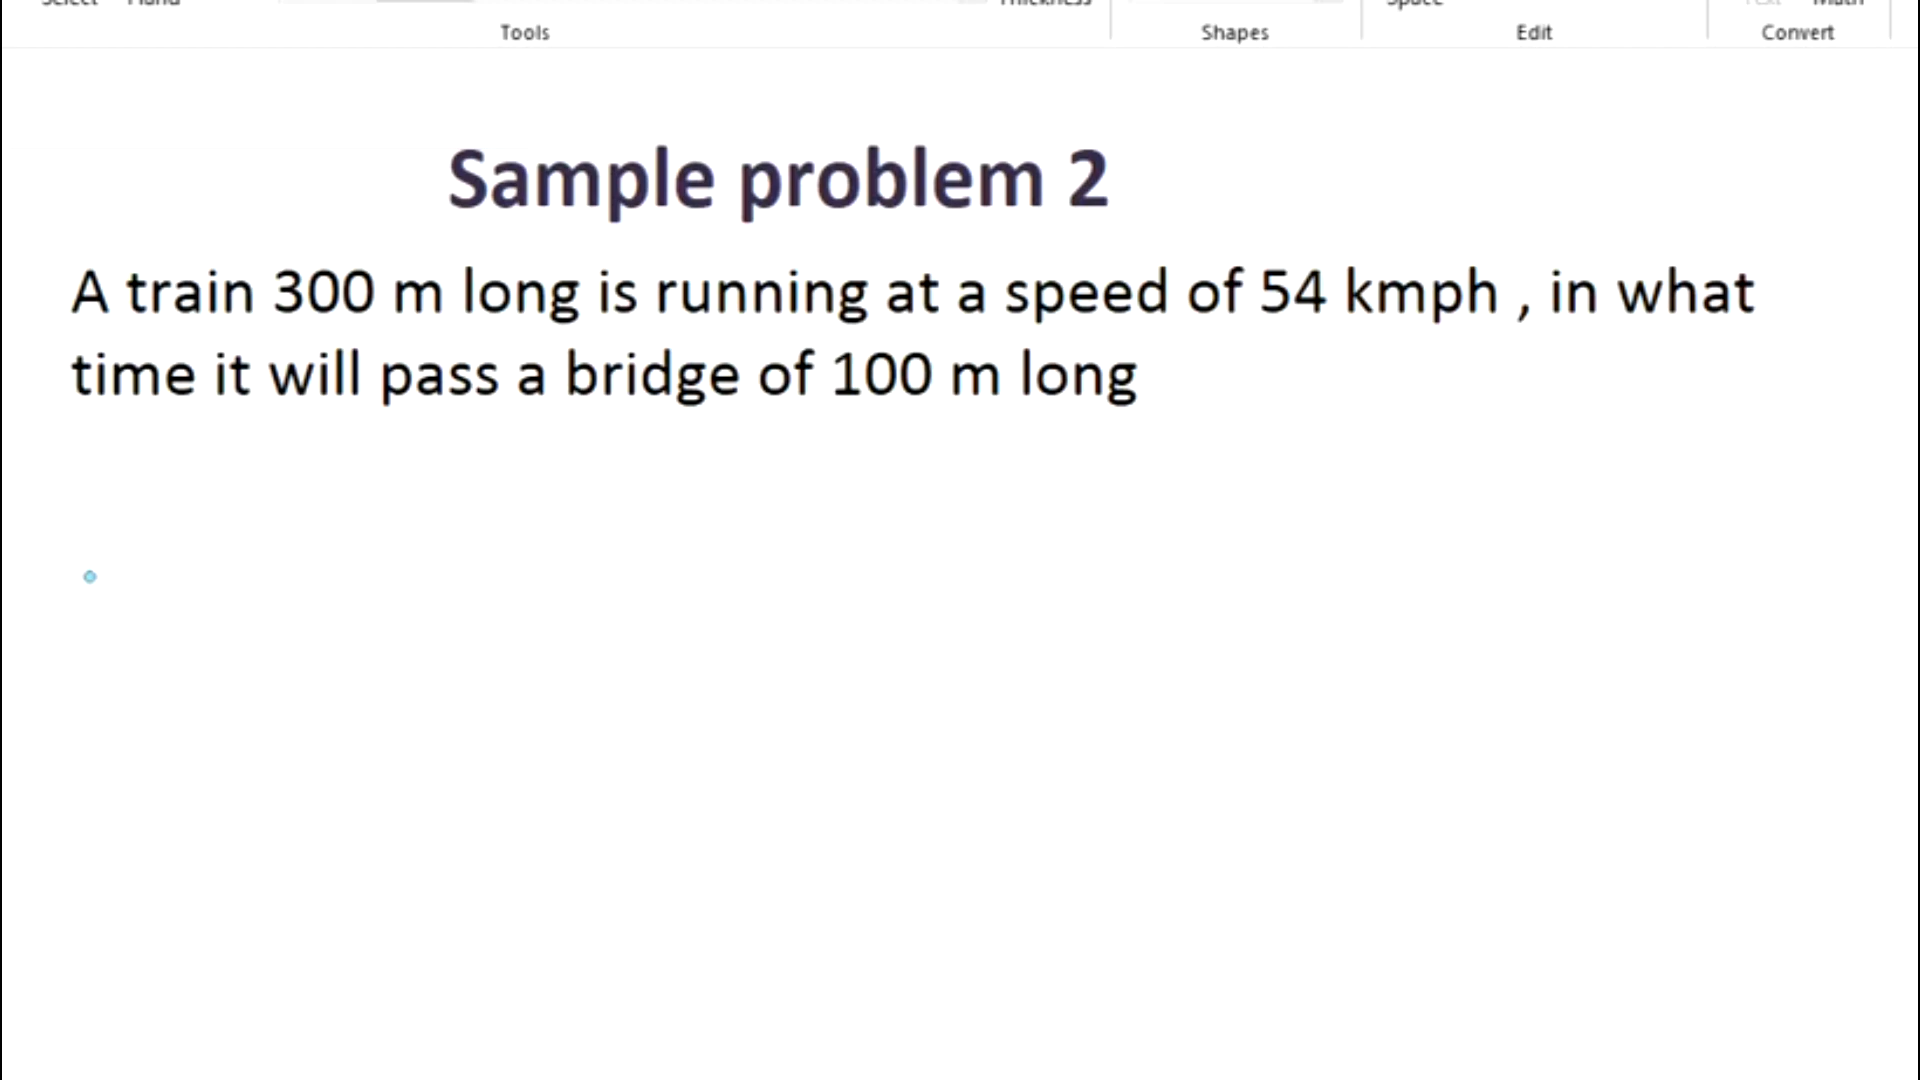 Tools Shapes Edit Convert
Sample problem 2
A train 300 m long is running at a speed of 54 kmph , in what
time it will pass a bridge of 100 m long